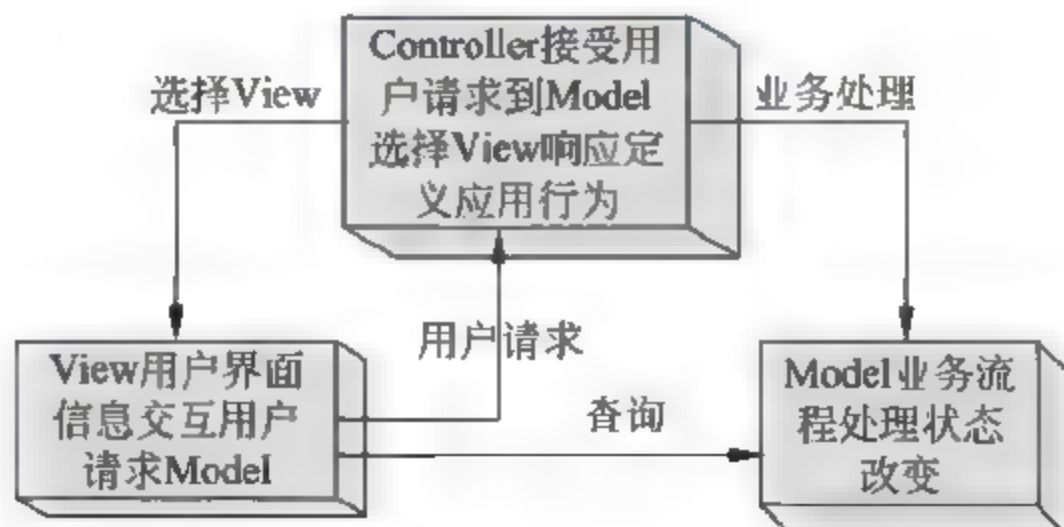 Controller接受用
户请求到Model
选择View响应定
义应用行为
选择View
业务处理
用户请求
View用户界面
信息交互用户
请求Model
查询
Model业务流
程处理状态
改变